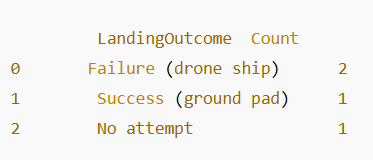 LandingOutcome Count
0 Failure (drone ship) 2
1 Success (ground pad) 1
2 No attempt 1